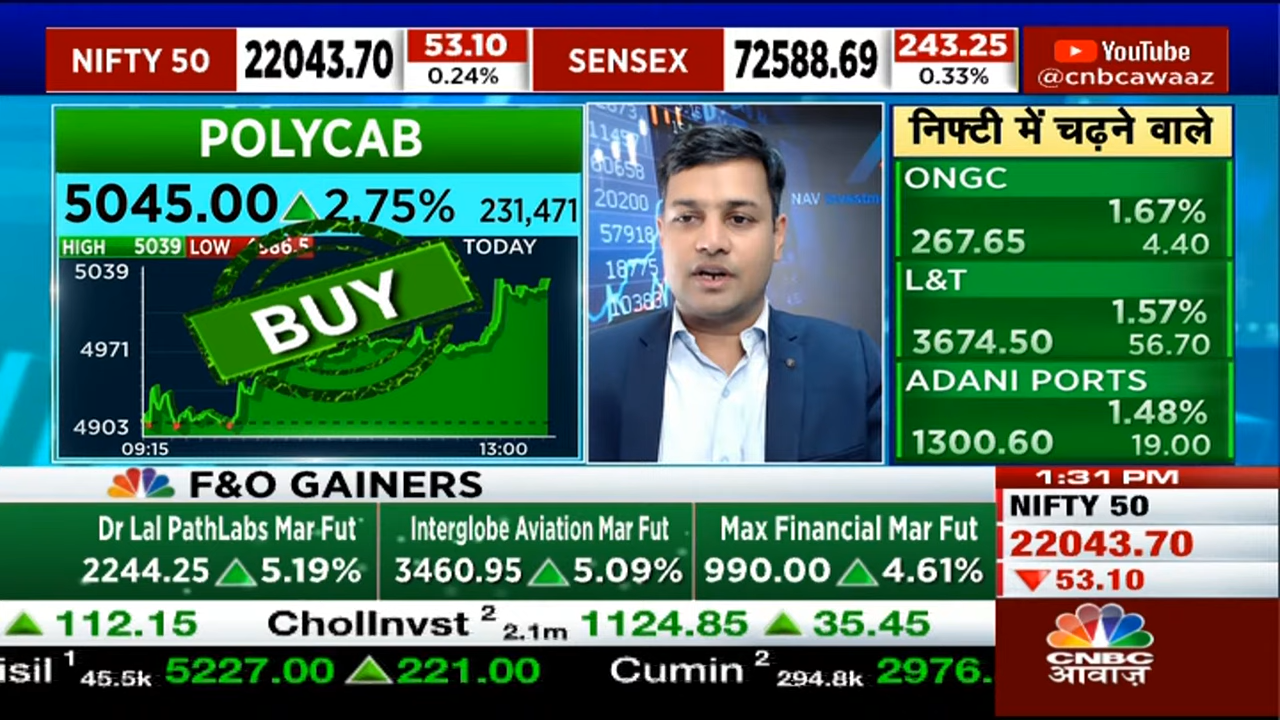 NIFTY 50 22043.70 53.10 0.24% SENSEX 72588.69 243.25 0.33% YouTube @cnbcawaaz
POLYCAB
5045.00 2.75% 231,471
HIGH 5039 LOW TODAY
5039
4971
4903
09:15 13:00
BUY
20200
57918
18775
NAV
निफ्टी में चढ़ने वाले
ONGC
1.67%
267.65 4.40
L&T
1.57%
3674.50 56.70
ADANI PORTS
1.48%
1300.60 19.00
F&O GAINERS
Dr Lal PathLabs Mar Fut Interglobe Aviation Mar Fut Max Financial Mar Fut
2244.25 5.19% 3460.95 5.09% 990.00 4.61%
1:31 PM
NIFTY 50
22043.70
53.10
112.15 CholInvst 2 2.1m 1124.85 35.45
isil 1 45.5k 5227.00 221.00 Cumin 2 294.8k 2976.
CNBC
आवाज़